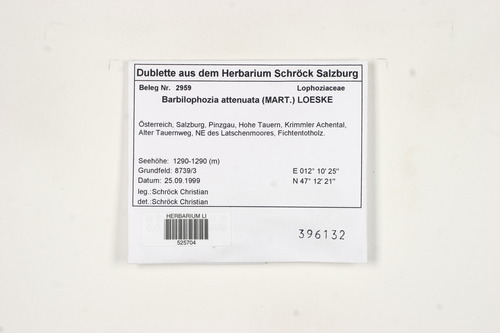 Dublette aus dem Herbarium Schröck Salzburg
Beleg Nr. 2959 Lophoziaceae
Barbilophozia attenuata (MART.) LOESKE
Österreich, Salzburg, Pinzgau, Hohe Tauern, Krimmler Achental,
Alter Tauernweg, NE des Latschenmoores, Fichtentotholz.
Seehöhe: 1290-1290 (m)
Grundfeld: 8739/3 E 012° 10' 25"
Datum: 25.09.1999 N 47° 12' 21"
leg.:Schröck Christian
det.:Schröck Christian
HERBARIUM LI
525704
396132